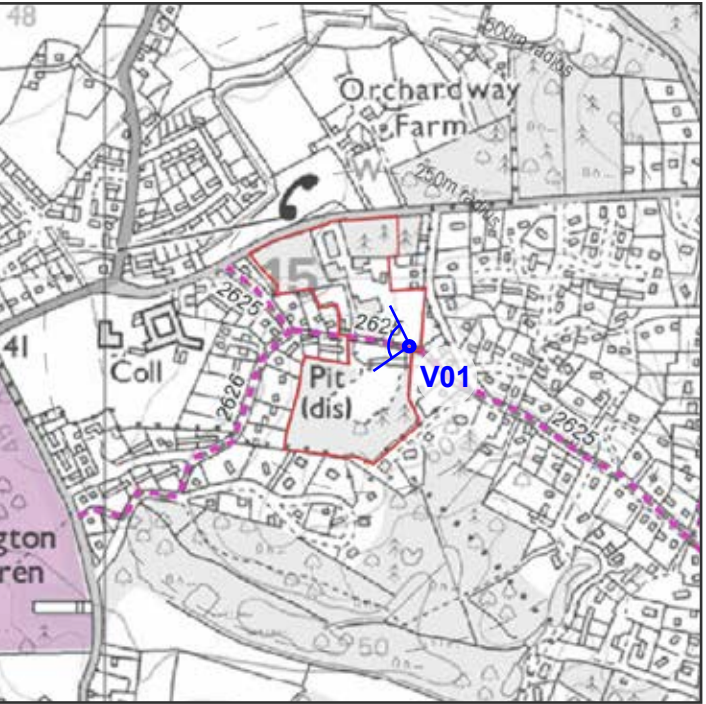 48
500m radius
Orchardway
Farm
W
250m radius
15
2625
2625
41
Coll
V01
Pit
(dis)
2626
2625
45
gton
ren
50